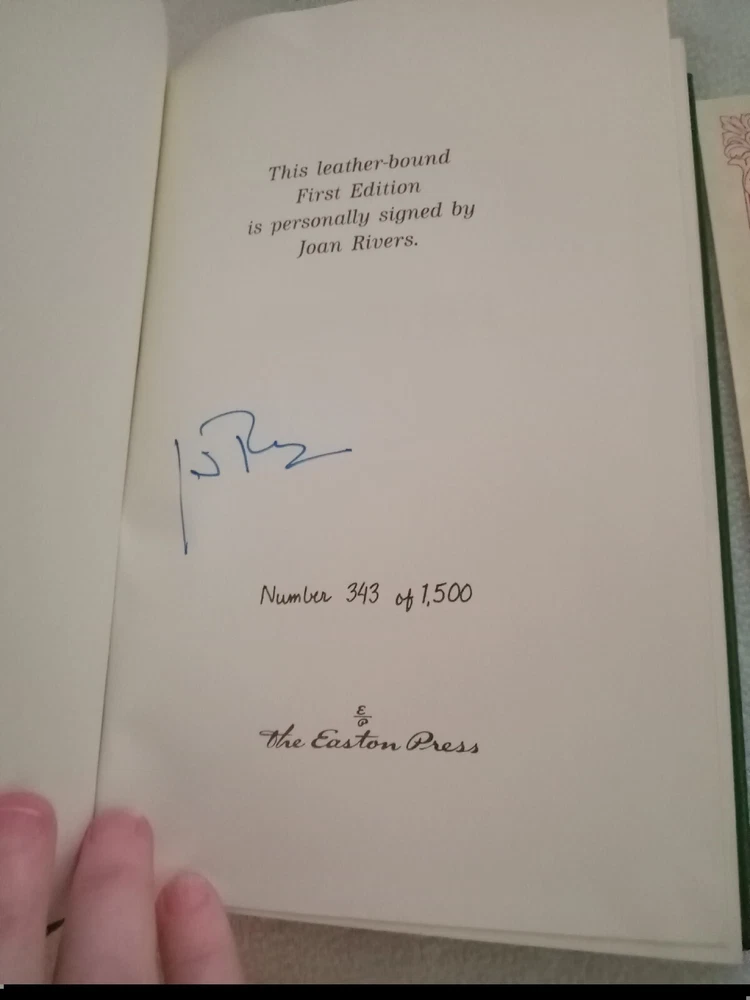 This leather-bound
First Edition
is personally signed by
Joan Rivers.
Number 343 of 1,500
E
P
The Easton Press